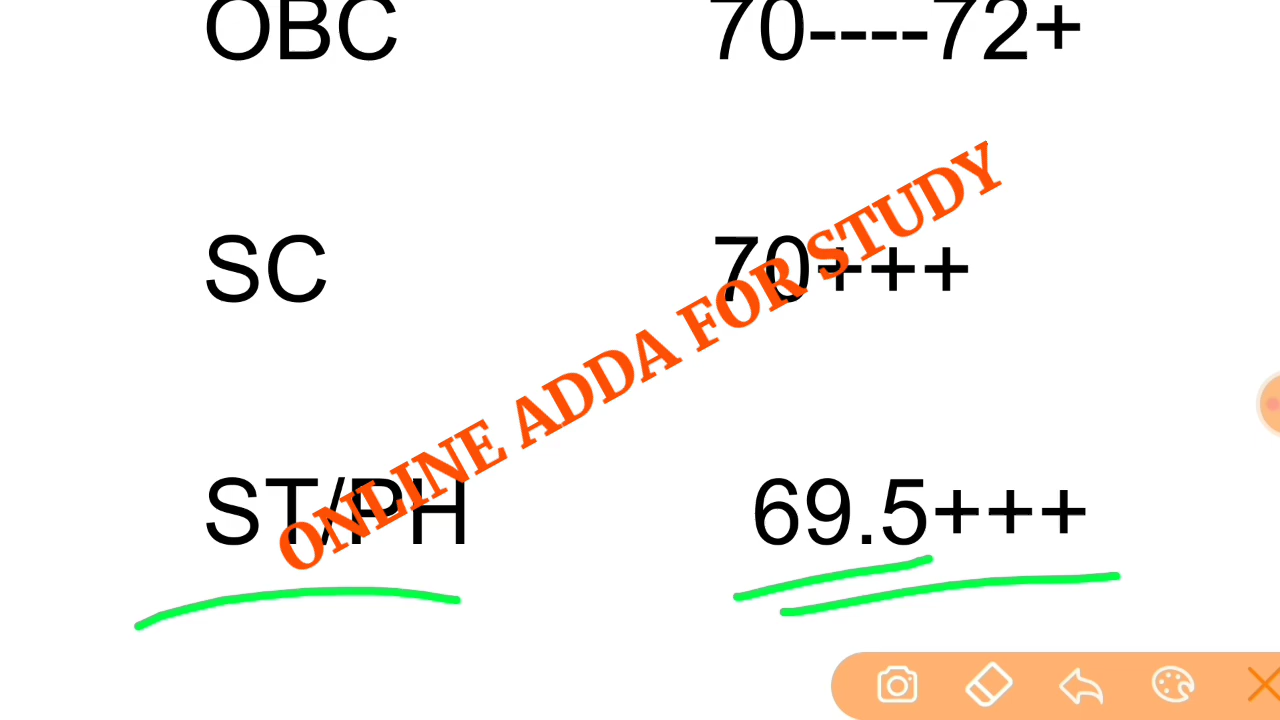 OBC 70----72+
SC 70+++
ONLINE ADDA FOR STUDY
ST/PH 69.5+++